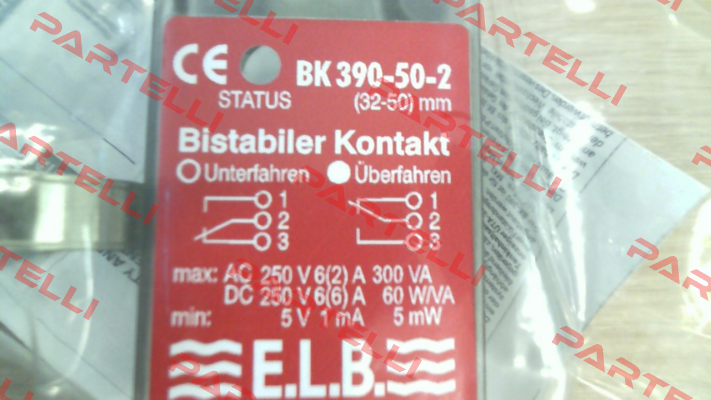 CE BK 390-50-2
STATUS (32-50) mm
Bistabiler Kontakt
Unterfahren Überfahren
1 1
2 2
3 3
max: AC 250 V 6(2) A 300 VA
DC 250 V 6(6) A 60 W/VA
min: 5 V 1 mA 5 mW
E.L.B.
PARTELLI
PARTELLI
PARTELLI
PARTELLI
PARTELLI
PARTELLI
PARTELLI
PARTELLI